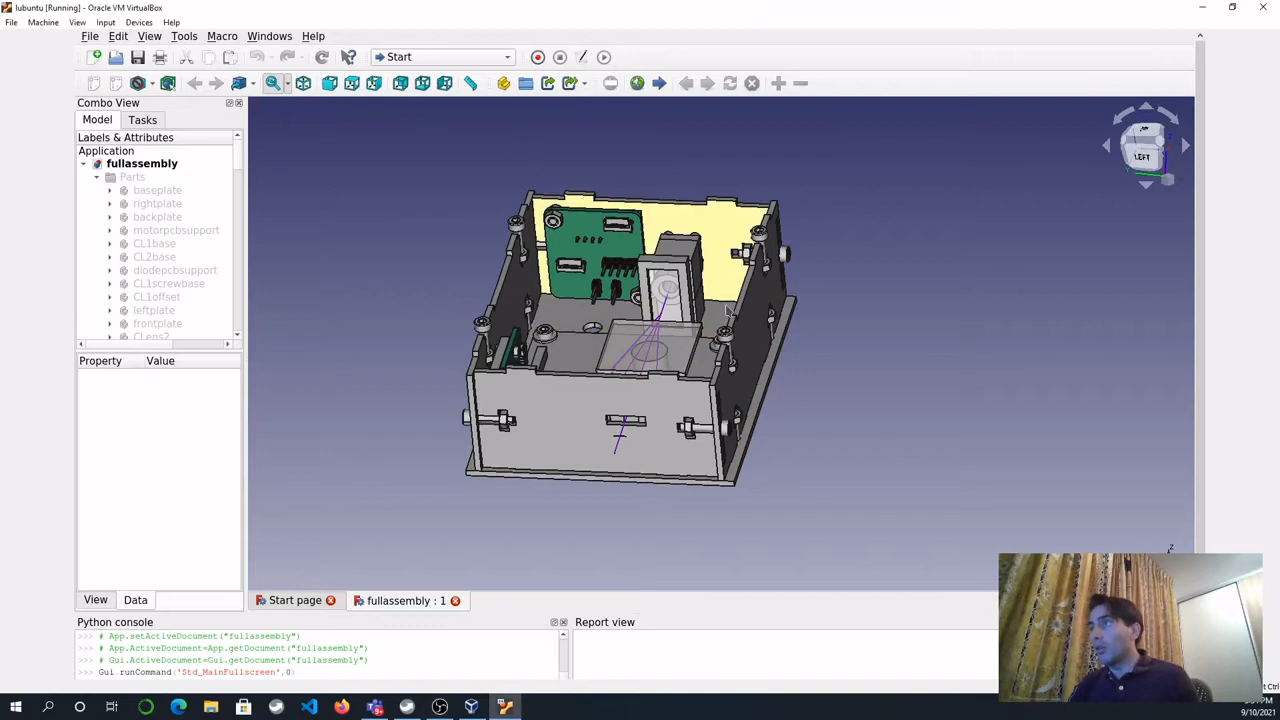 lubuntu [Running] - Oracle VM VirtualBox
File Machine View Input Devices Help
File Edit View Tools Macro Windows Help
Start
Combo View
Model Tasks
Labels & Attributes
Application
fullassembly
Parts
baseplate
rightplate
backplate
motorpcbsupport
CL1base
CL2base
diodepcbsupport
CL1screwbase
CL1offset
leftplate
frontplate
CLens2
Property Value
LEFT
View Data
Start page
fullassembly : 1
Python console
Report view
>>> # App.setActiveDocument("fullassembly")
>>> # App.ActiveDocument=App.getDocument("fullassembly")
>>> # Gui.ActiveDocument=Gui.getDocument("fullassembly")
>>> Gui.runCommand('Std_MainFullscreen',0)
Ctrl
9/10/2021